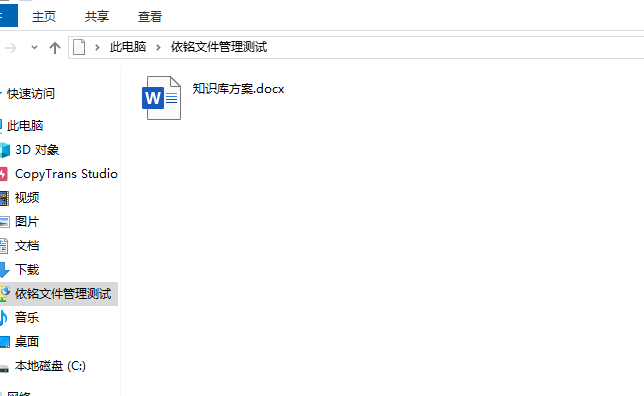 主页 共享 查看
此电脑 依铭文件管理测试
知识库方案.docx
快速访问
此电脑
3D 对象
CopyTrans Studio
视频
图片
文档
下载
依铭文件管理测试
音乐
桌面
本地磁盘 (C:)
网络